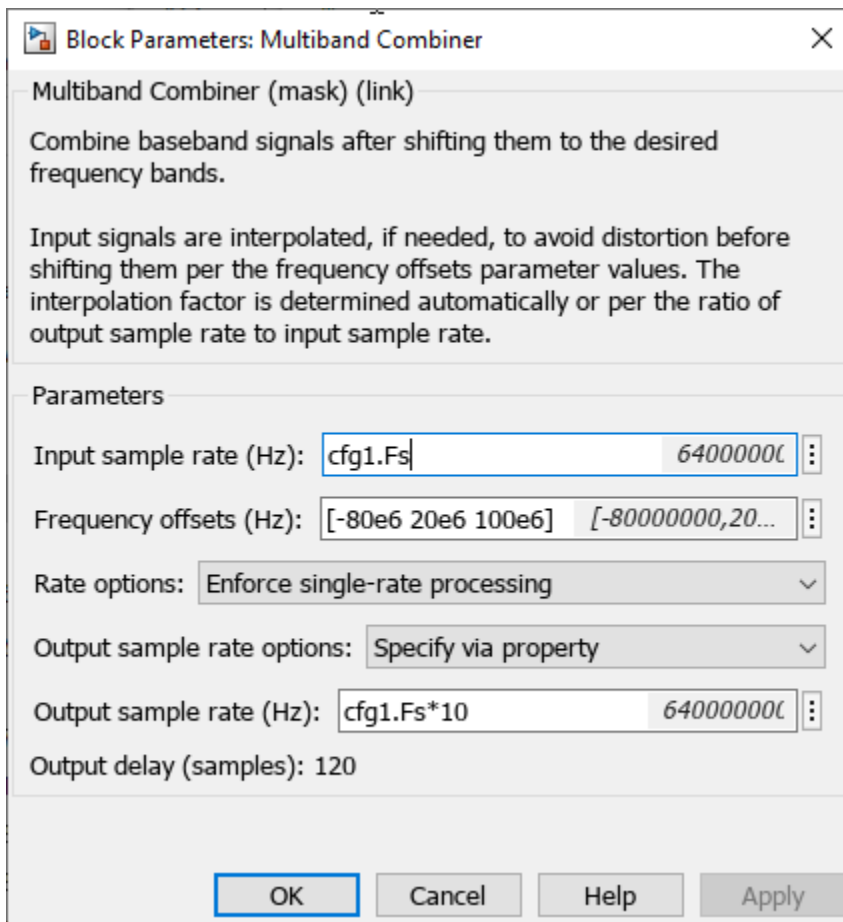 Block Parameters: Multiband Combiner
Multiband Combiner (mask) (link)
Combine baseband signals after shifting them to the desired
frequency bands.
Input signals are interpolated, if needed, to avoid distortion before
shifting them per the frequency offsets parameter values. The
interpolation factor is determined automatically or per the ratio of
output sample rate to input sample rate.
Parameters
Input sample rate (Hz): cfg1.Fs 64000000
Frequency offsets (Hz): [-80e6 20e6 100e6] [-80000000,20...
Rate options: Enforce single-rate processing
Output sample rate options: Specify via property
Output sample rate (Hz): cfg1.Fs*10 640000000
Output delay (samples): 120
OK Cancel Help Apply